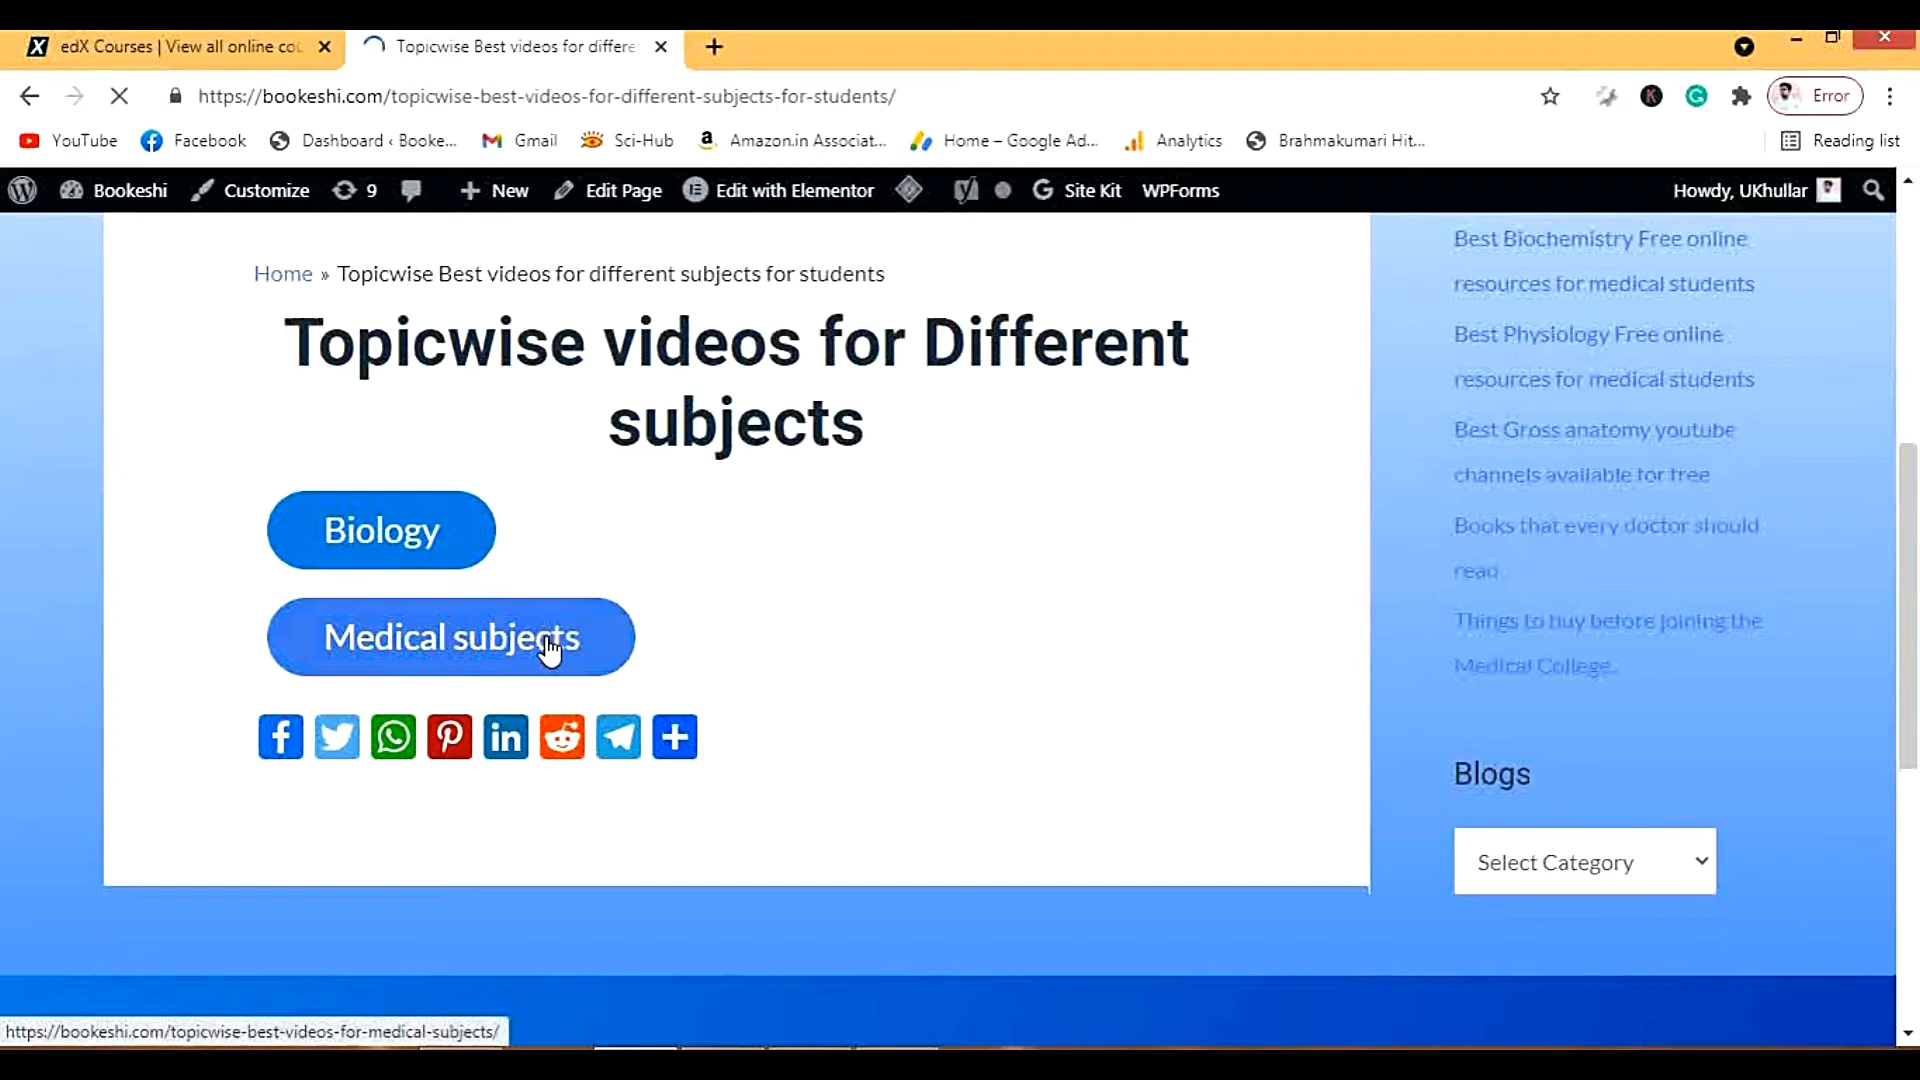 edX Courses | View all online cou
Topicwise Best videos for differe
https://bookeshi.com/topicwise-best-videos-for-different-subjects-for-students/
Error
YouTube
Facebook
Dashboard ‹ Booke...
Gmail
Sci-Hub
Amazon.in Associat...
Home – Google Ad...
Analytics
Brahmakumari Hit...
Reading list
Bookeshi
Customize
9
New
Edit Page
Edit with Elementor
Site Kit
WPForms
Howdy, UKhullar
Home » Topicwise Best videos for different subjects for students
Topicwise videos for Different
subjects
Biology
Medical subjects
Best Biochemistry Free online
resources for medical students
Best Physiology Free online
resources for medical students
Best Gross anatomy youtube
channels available for free
Books that every doctor should
read
Things to buy before joining the
Medical College.
Blogs
Select Category
https://bookeshi.com/topicwise-best-videos-for-medical-subjects/